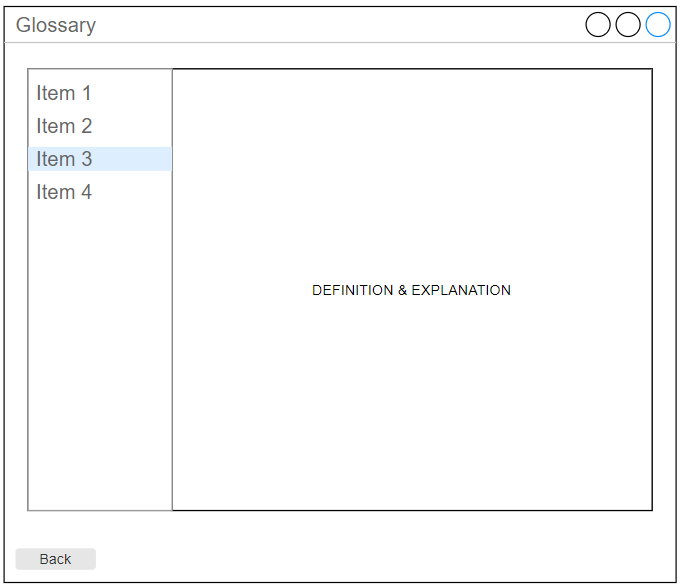 Glossary
Item 1
Item 2
Item 3
Item 4
DEFINITION & EXPLANATION
Back